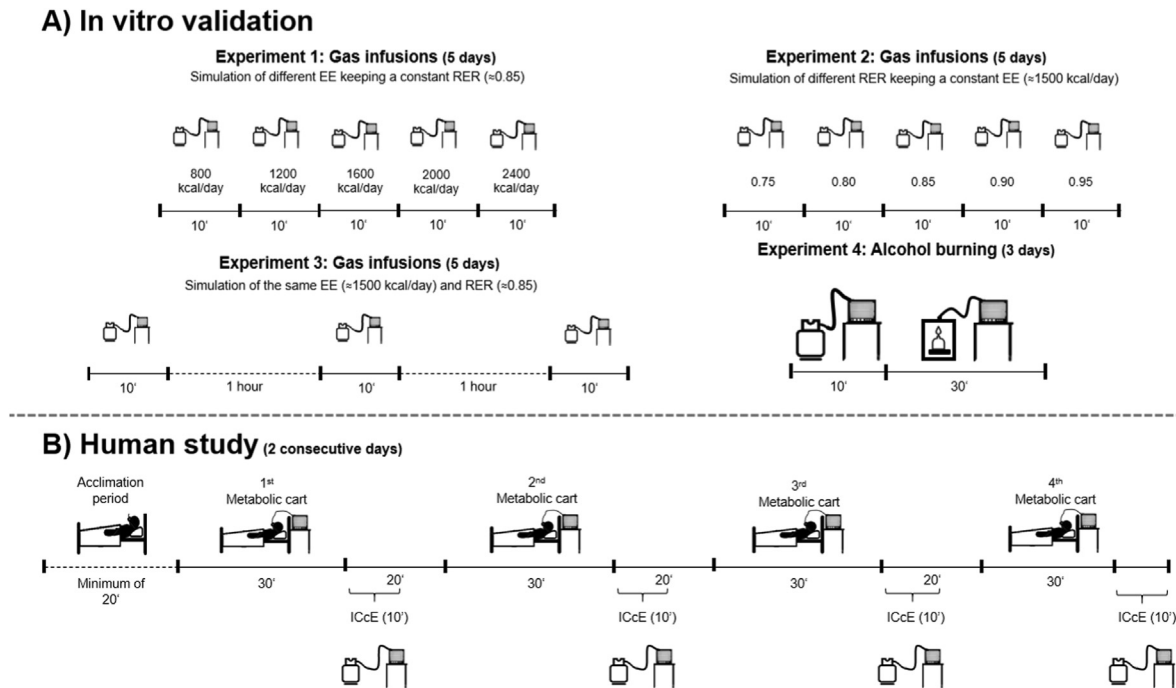 A) In vitro validation
Experiment 1: Gas infusions (5 days)
Simulation of different EE keeping a constant RER (≈0.85)
800 kcal/day
1200 kcal/day
1600 kcal/day
2000 kcal/day
2400 kcal/day
10‘
10‘
10‘
10‘
10‘
Experiment 2: Gas infusions (5 days)
Simulation of different RER keeping a constant EE (≈1500 kcal/day)
0.75
0.80
0.85
0.90
0.95
10‘
10‘
10‘
10‘
10‘
Experiment 3: Gas infusions (5 days)
Simulation of the same EE (≈1500 kcal/day) and RER (≈0.85)
10‘
1 hour
10‘
1 hour
10‘
Experiment 4: Alcohol burning (3 days)
10‘
30‘
B) Human study (2 consecutive days)
Acclimation
period
1st
Metabolic cart
2nd
Metabolic cart
3rd
Metabolic cart
4th
Metabolic cart
Minimum of
20‘
30‘
20‘
30‘
20‘
30‘
20‘
30‘
ICcE (10’)
ICcE (10’)
ICcE (10’)
ICcE (10’)